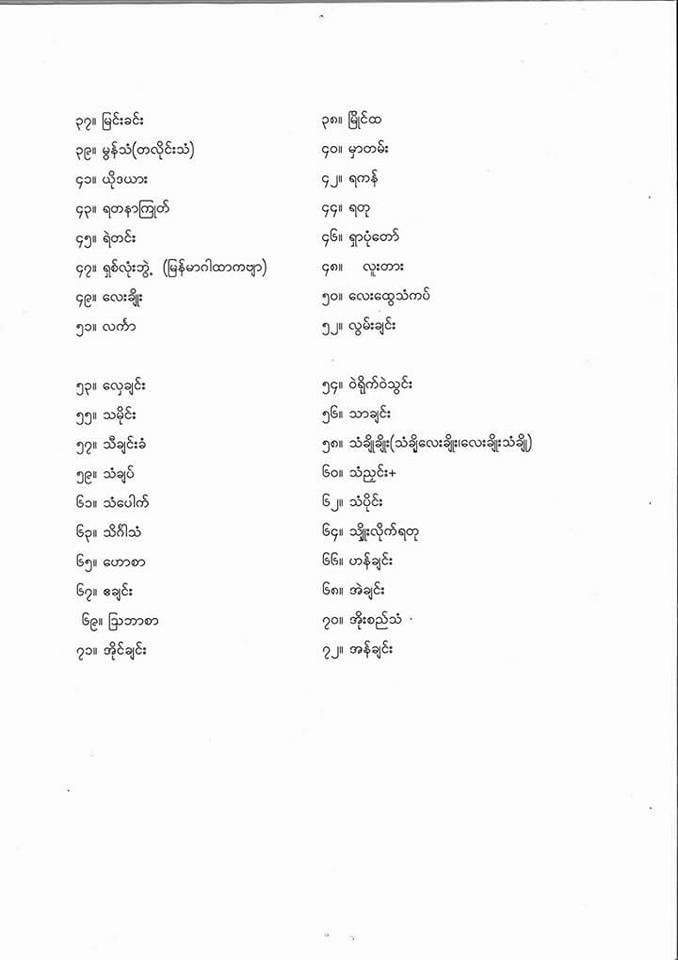 ၃၇။ မြင်းခင်း ၃၈။ မြိုင်ထ
၃၉။ မွန်သံ(တလိုင်းသံ) ၄၀။ မှာတမ်း
၄၁။ ယိုဒယား ၄၂။ ရကန်
၄၃။ ရတနာကြုတ် ၄၄။ ရတု
၄၅။ ရဲတင်း ၄၆။ ရှာပုံတော်
၄၇။ ရှစ်လုံးဘွဲ့ (မြန်မာဂါထာကဗျာ) ၄၈။ လူးတား
၄၉။ လေးချိုး ၅၀။ လေးထွေသံကပ်
၅၁။ လင်္ကာ ၅၂။ လွမ်းချင်း
၅၃။ လှေချင်း ၅၄။ ဝဲရိုက်ဝဲသွင်း
၅၅။ သမိုင်း ၅၆။ သာချင်း
၅၇။ သီချင်းခံ ၅၈။ သံချိုချိုး(သံချိုလေးချိုး၊လေးချိုးသံချို)
၅၉။ သံချပ် ၆၀။ သံညှင်း+
၆၁။ သံပေါက် ၆၂။ သံပိုင်း
၆၃။ သိင်္ဂါသံ ၆၄။ သျှိုးလိုက်ရတု
၆၅။ ဟောစာ ၆၆။ ဟန်ချင်း
၆၇။ ဧချင်း ၆၈။ အဲချင်း
၆၉။ ဩဘာစာ ၇၀။ အိုးစည်သံ
၇၁။ အိုင်ချင်း ၇၂။ အန်ချင်း